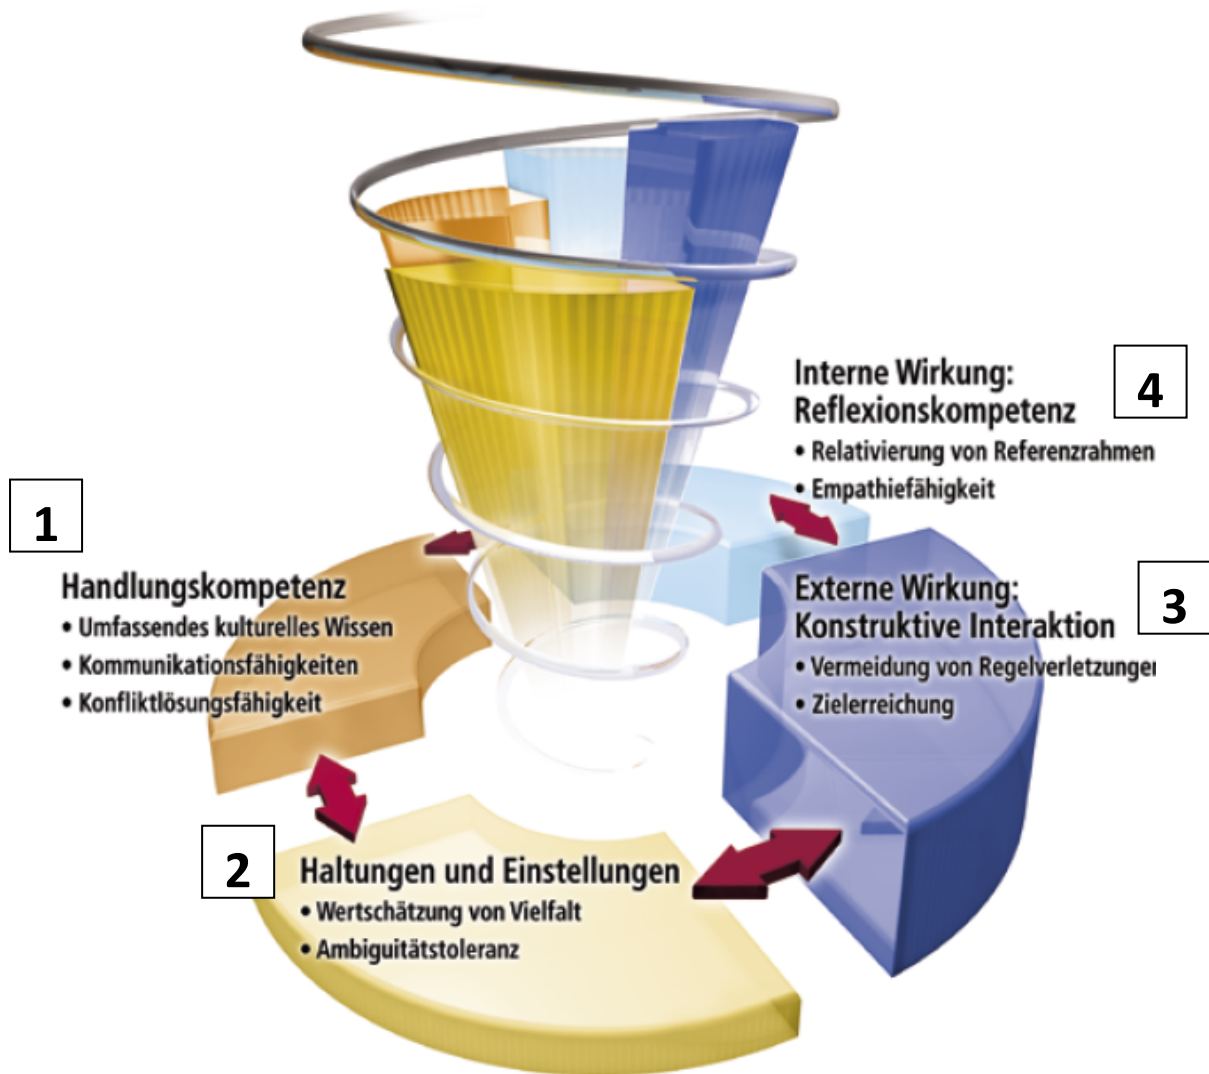 1
Handlungskompetenz
• Umfassendes kulturelles Wissen
• Kommunikationsfähigkeiten
• Konfliktlösungsfähigkeit
2
Haltungen und Einstellungen
• Wertschätzung von Vielfalt
• Ambiguitätstoleranz
3
Externe Wirkung:
Konstruktive Interaktion
• Vermeidung von Regelverletzunger
• Zielerreichung
4
Interne Wirkung:
Reflexionskompetenz
• Relativierung von Referenzrahmen
• Empathiefähigkeit